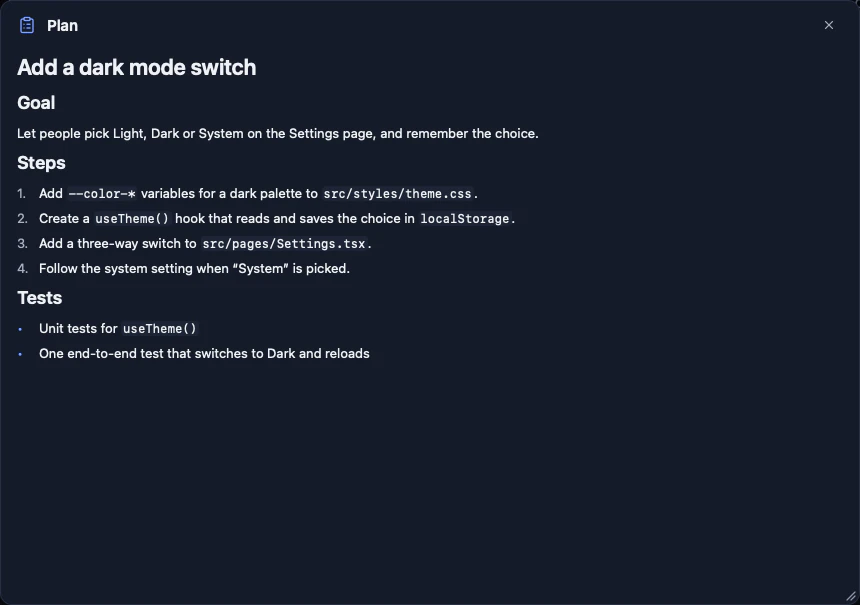 Plan
Add a dark mode switch
Goal
Let people pick Light, Dark or System on the Settings page, and remember the choice.
Steps
1. Add --color-* variables for a dark palette to src/styles/theme.css.
2. Create a useTheme() hook that reads and saves the choice in localStorage.
3. Add a three-way switch to src/pages/Settings.tsx.
4. Follow the system setting when “System” is picked.
Tests
• Unit tests for useTheme()
• One end-to-end test that switches to Dark and reloads